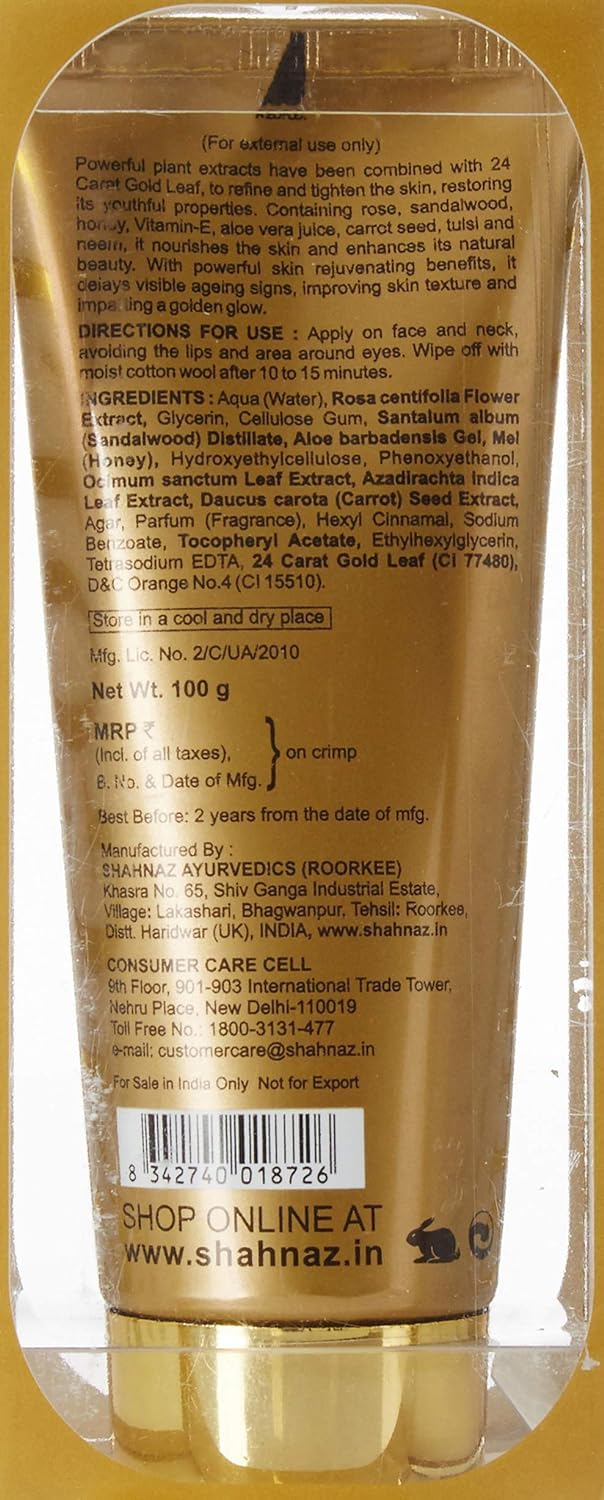 (For external use only)
Powerful plant extracts have been combined with 24
Carat Gold Leaf, to refine and tighten the skin, restoring
its youthful properties. Containing rose, sandalwood,
honey, Vitamin-E, aloe vera juice, carrot seed, tulsi and
neem, it nourishes the skin and enhances its natural
beauty. With powerful skin rejuvenating benefits, it
delays visible ageing signs, improving skin texture and
imparting a golden glow.
DIRECTIONS FOR USE : Apply on face and neck,
avoiding the lips and area around eyes. Wipe off with
moist cotton wool after 10 to 15 minutes.
INGREDIENTS : Aqua (Water), Rosa centifolia Flower
Extract, Glycerin, Cellulose Gum, Santalum album
(Sandalwood) Distillate, Aloe barbadensis Gel, Mel
(Honey), Hydroxyethylcellulose, Phenoxyethanol,
Ocimum sanctum Leaf Extract, Azadirachta indica
Leaf Extract, Daucus carota (Carrot) Seed Extract,
Agar, Parfum (Fragrance), Hexyl Cinnamal, Sodium
Benzoate, Tocopheryl Acetate, Ethylhexylglycerin,
Tetrasodium EDTA, 24 Carat Gold Leaf (CI 77480),
D&C Orange No.4 (CI 15510).
Store in a cool and dry place
Mfg. Lic. No. 2/C/UA/2010
Net Wt. 100 g
MRP ₹
(Incl. of all taxes), } on crimp
B. No. & Date of Mfg.
Best Before: 2 years from the date of mfg.
Manufactured By :
SHAHNAZ AYURVEDICS (ROORKEE)
Khasra No. 65, Shiv Ganga Industrial Estate,
Village: Lakashari, Bhagwanpur, Tehsil: Roorkee,
Distt. Haridwar (UK), INDIA, www.shahnaz.in
CONSUMER CARE CELL
9th Floor, 901-903 International Trade Tower,
Nehru Place, New Delhi-110019
Toll Free No.: 1800-3131-477
e-mail: customercare@shahnaz.in
For Sale in India Only Not for Export
8 342740 018726
SHOP ONLINE AT
www.shahnaz.in